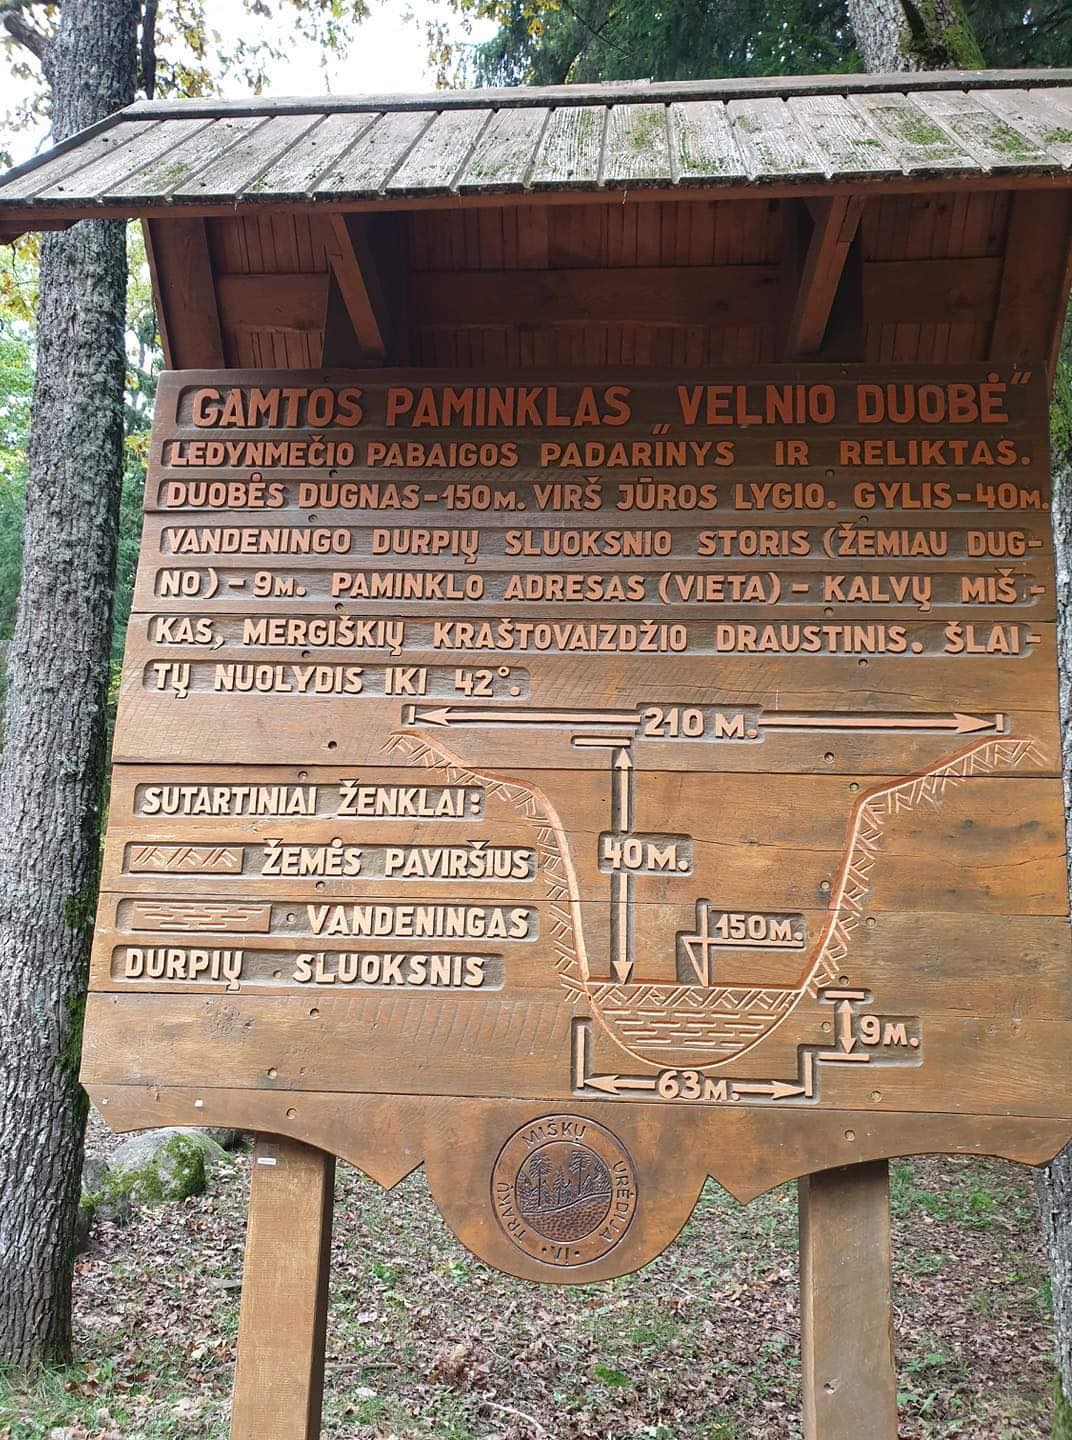 GAMTOS PAMINKLAS „VELNIO DUOBĖ"
LEDYNMEČIO PABAIGOS PADARINYS IR RELIKTAS.
DUOBĖS DUGNAS-150M. VIRŠ JŪROS LYGIO. GYLIS-40M.
VANDENINGO DURPIŲ SLUOKSNIO STORIS (ŽEMIAU DUG-
NO)-9M. PAMINKLO ADRESAS (VIETA)-KALVŲ MIŠ-
KAS, MERGIŠKIŲ KRAŠTOVAIZDŽIO DRAUSTINIS. ŠLAI-
TŲ NUOLYDIS IKI 42°.
210 M.
SUTARTINIAI ŽENKLAI:
ŽEMĖS PAVIRŠIUS
40M.
VANDENINGAS
150M.
DURPIŲ SLUOKSNIS
9M.
63M.
TRAKŲ MIŠKŲ URĖDIJA
VĮ